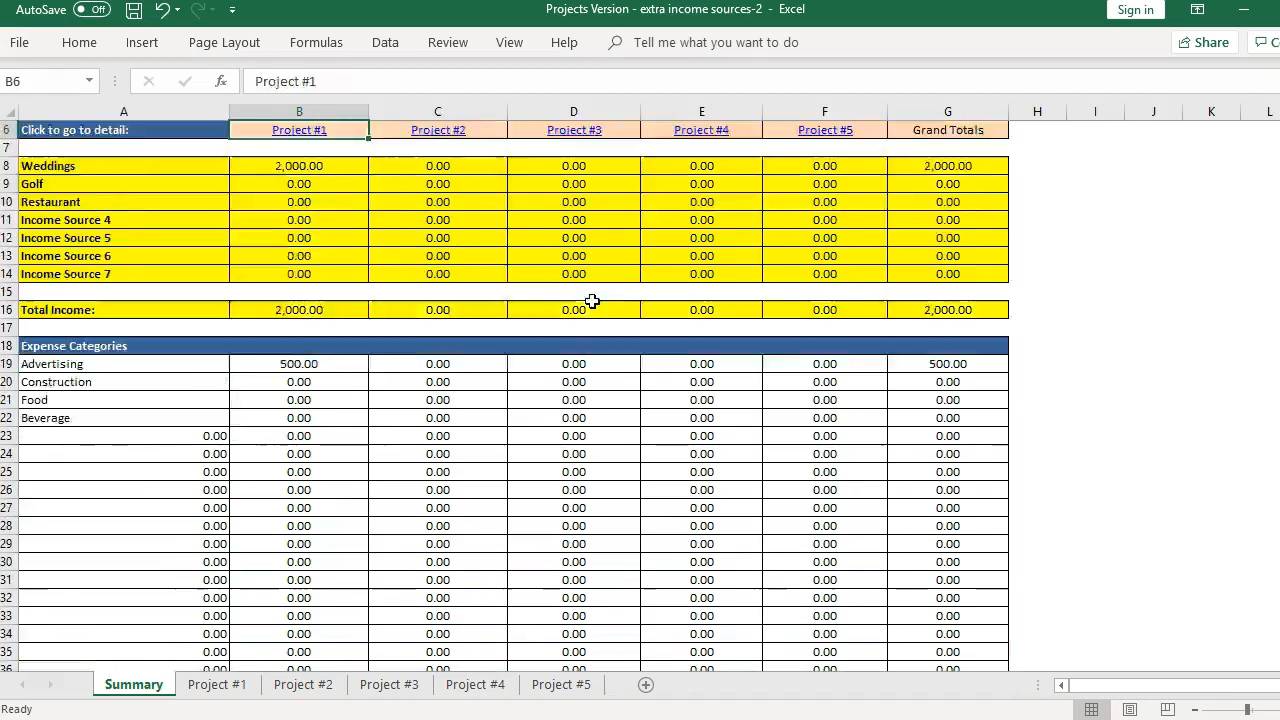 AutoSave Off Projects Version - extra income sources-2 - Excel Sign in
File Home Insert Page Layout Formulas Data Review View Help Tell me what you want to do Share
B6 fx Project #1
A B C D E F G H I J K L
6 Click to go to detail: Project #1 Project #2 Project #3 Project #4 Project #5 Grand Totals
7
8 Weddings 2,000.00 0.00 0.00 0.00 0.00 2,000.00
9 Golf 0.00 0.00 0.00 0.00 0.00 0.00
10 Restaurant 0.00 0.00 0.00 0.00 0.00 0.00
11 Income Source 4 0.00 0.00 0.00 0.00 0.00 0.00
12 Income Source 5 0.00 0.00 0.00 0.00 0.00 0.00
13 Income Source 6 0.00 0.00 0.00 0.00 0.00 0.00
14 Income Source 7 0.00 0.00 0.00 0.00 0.00 0.00
15
16 Total Income: 2,000.00 0.00 0.00 0.00 0.00 2,000.00
17
18 Expense Categories
19 Advertising 500.00 0.00 0.00 0.00 0.00 500.00
20 Construction 0.00 0.00 0.00 0.00 0.00 0.00
21 Food 0.00 0.00 0.00 0.00 0.00 0.00
22 Beverage 0.00 0.00 0.00 0.00 0.00 0.00
23 0.00 0.00 0.00 0.00 0.00 0.00 0.00
24 0.00 0.00 0.00 0.00 0.00 0.00 0.00
25 0.00 0.00 0.00 0.00 0.00 0.00 0.00
26 0.00 0.00 0.00 0.00 0.00 0.00 0.00
27 0.00 0.00 0.00 0.00 0.00 0.00 0.00
28 0.00 0.00 0.00 0.00 0.00 0.00 0.00
29 0.00 0.00 0.00 0.00 0.00 0.00 0.00
30 0.00 0.00 0.00 0.00 0.00 0.00 0.00
31 0.00 0.00 0.00 0.00 0.00 0.00 0.00
32 0.00 0.00 0.00 0.00 0.00 0.00 0.00
33 0.00 0.00 0.00 0.00 0.00 0.00 0.00
34 0.00 0.00 0.00 0.00 0.00 0.00 0.00
35 0.00 0.00 0.00 0.00 0.00 0.00 0.00
36 0.00 0.00 0.00 0.00 0.00 0.00 0.00
Summary Project #1 Project #2 Project #3 Project #4 Project #5
Ready